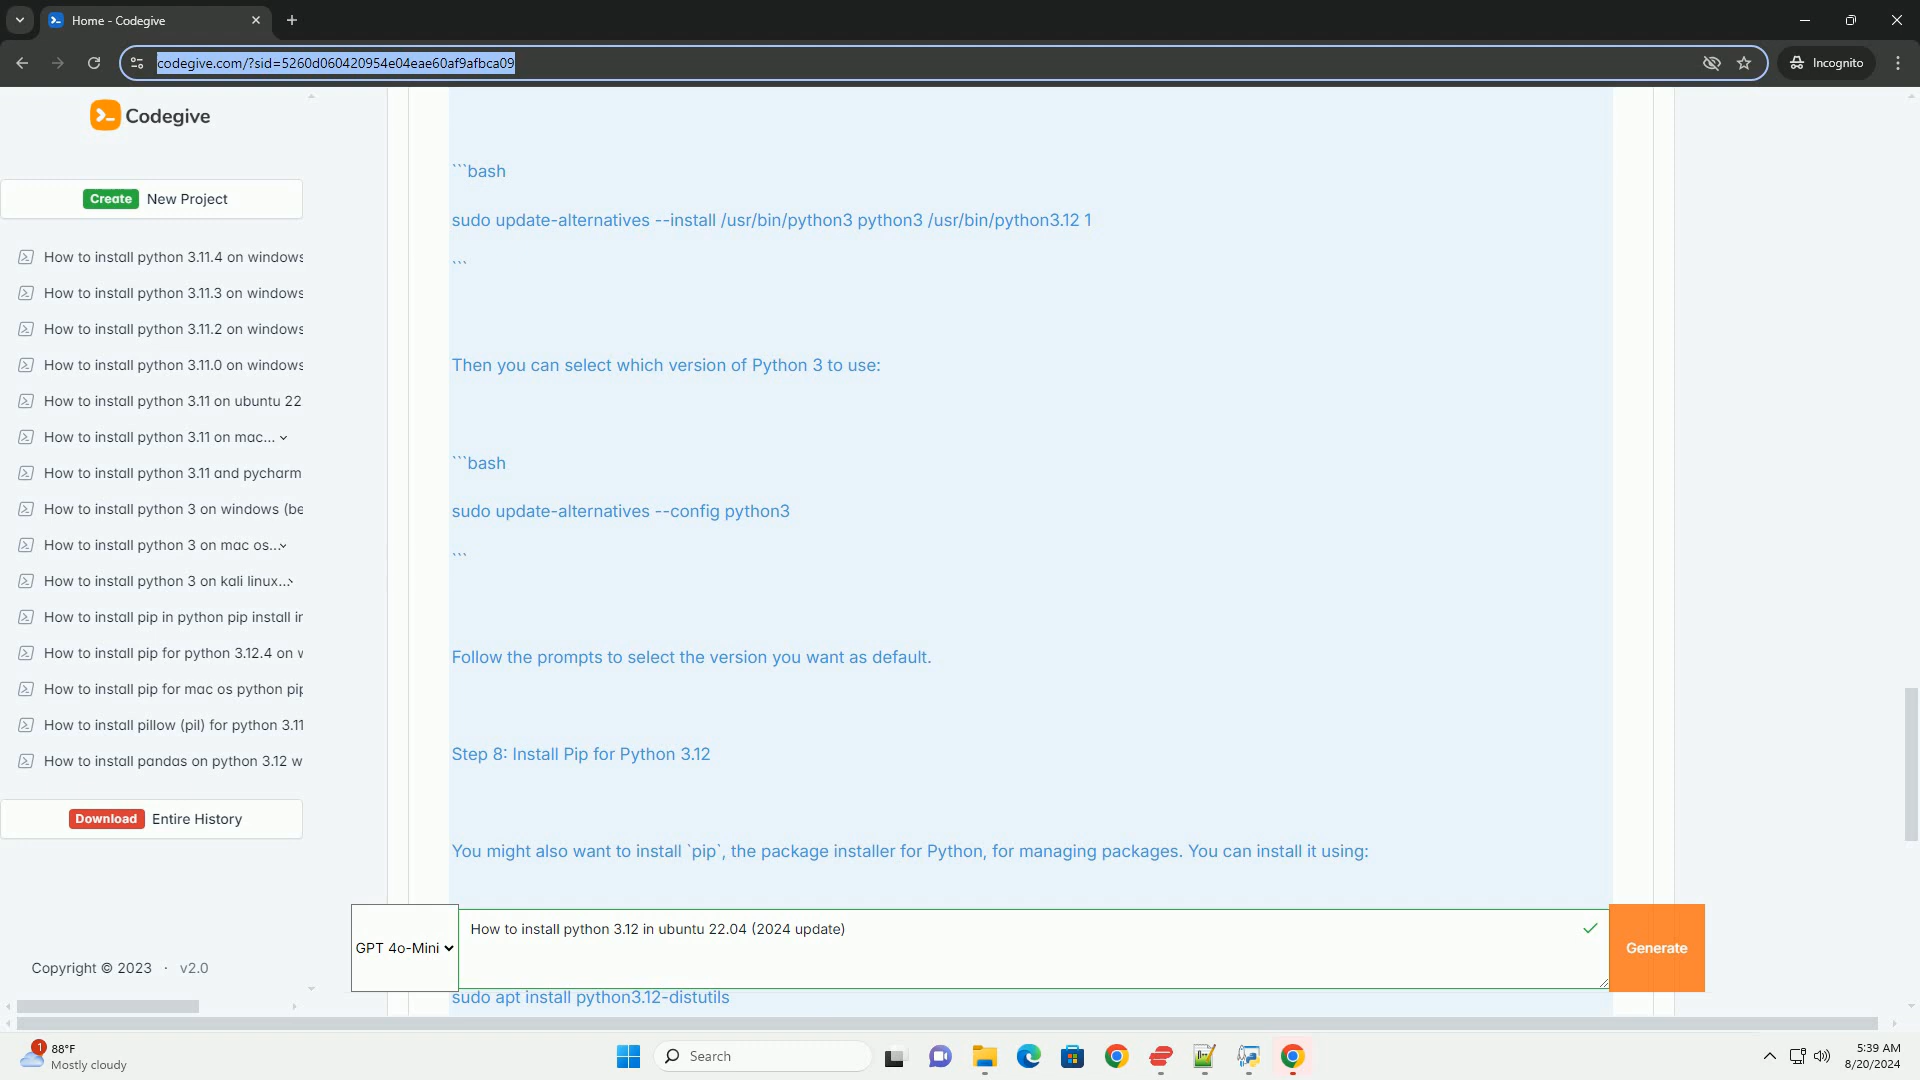 Home - Codegive
codegive.com/?sid=5260d060420954e04eae60af9afbca09
Incognito
Codegive
Create New Project
How to install python 3.11.4 on windows
How to install python 3.11.3 on windows
How to install python 3.11.2 on windows
How to install python 3.11.0 on windows
How to install python 3.11 on ubuntu 22
How to install python 3.11 on mac...
How to install python 3.11 and pycharm
How to install python 3 on windows (be
How to install python 3 on mac os...
How to install python 3 on kali linux...
How to install pip in python pip install in
How to install pip for python 3.12.4 on w
How to install pip for mac os python pip
How to install pillow (pil) for python 3.11
How to install pandas on python 3.12 w
Download Entire History
Copyright © 2023 · v2.0
```bash
sudo update-alternatives --install /usr/bin/python3 python3 /usr/bin/python3.12 1
```
Then you can select which version of Python 3 to use:
```bash
sudo update-alternatives --config python3
```
Follow the prompts to select the version you want as default.
Step 8: Install Pip for Python 3.12
You might also want to install `pip`, the package installer for Python, for managing packages. You can install it using:
GPT 4o-Mini
How to install python 3.12 in ubuntu 22.04 (2024 update)
Generate
sudo apt install python3.12-distutils
1
88°F
Mostly cloudy
Search
5:39 AM
8/20/2024